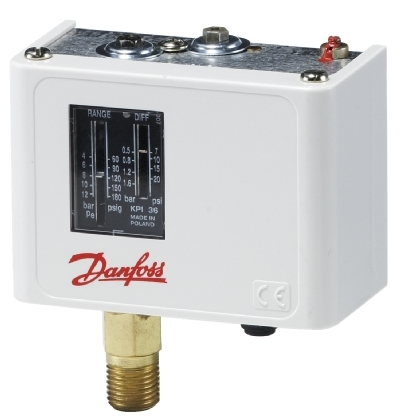 RANGE DIFF
4 60
6 90
8 120
10 150
12 180
0.5 7
0.8 10
1.2 15
1.6 20
bar psig bar psi
Pe KPI 36
MADE IN
POLAND
Danfoss
CE